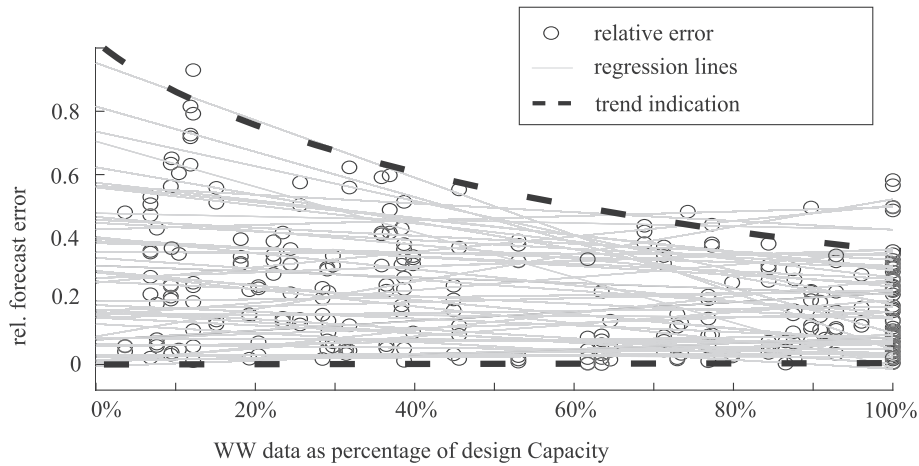 relative error
regression lines
trend indication
rel. forecast error
0.8
0.6
0.4
0.2
0
0% 20% 40% 60% 80% 100%
WW data as percentage of design Capacity